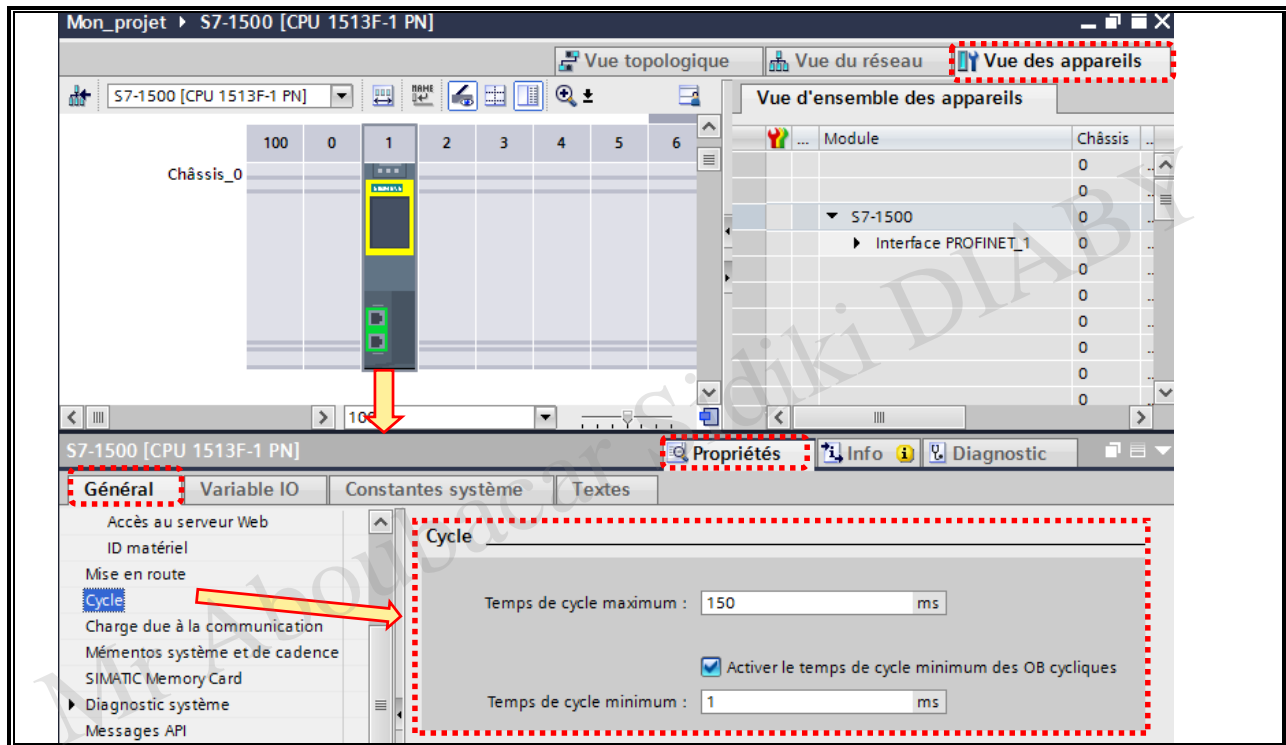 Mon_projet ▸ S7-1500 [CPU 1513F-1 PN]
Vue topologique
Vue du réseau
Vue des appareils
S7-1500 [CPU 1513F-1 PN]
Vue d'ensemble des appareils
100 0 1 2 3 4 5 6
Châssis_0
SIEMENS
... Module Châssis ..
0 ..
0 ..
S7-1500 0 ..
Interface PROFINET_1 0 ..
0 ..
0 ..
0 ..
0 ..
0 ..
0 ..
S7-1500 [CPU 1513F-1 PN]
Propriétés
Info
Diagnostic
Général
Variable IO
Constantes système
Textes
Accès au serveur Web
ID matériel
Mise en route
Cycle
Charge due à la communication
Mémentos système et de cadence
SIMATIC Memory Card
Diagnostic système
Messages API
Cycle
Temps de cycle maximum : 150 ms
Activer le temps de cycle minimum des OB cycliques
Temps de cycle minimum : 1 ms
Mr Aboubacar Sidiki DIABY